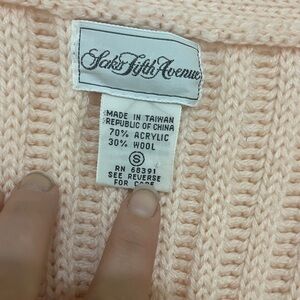 Saks Fifth Avenue
MADE IN TAIWAN
REPUBLIC OF CHINA
70% ACRYLIC
30% WOOL
S
RN 68391
SEE REVERSE
FOR CARE